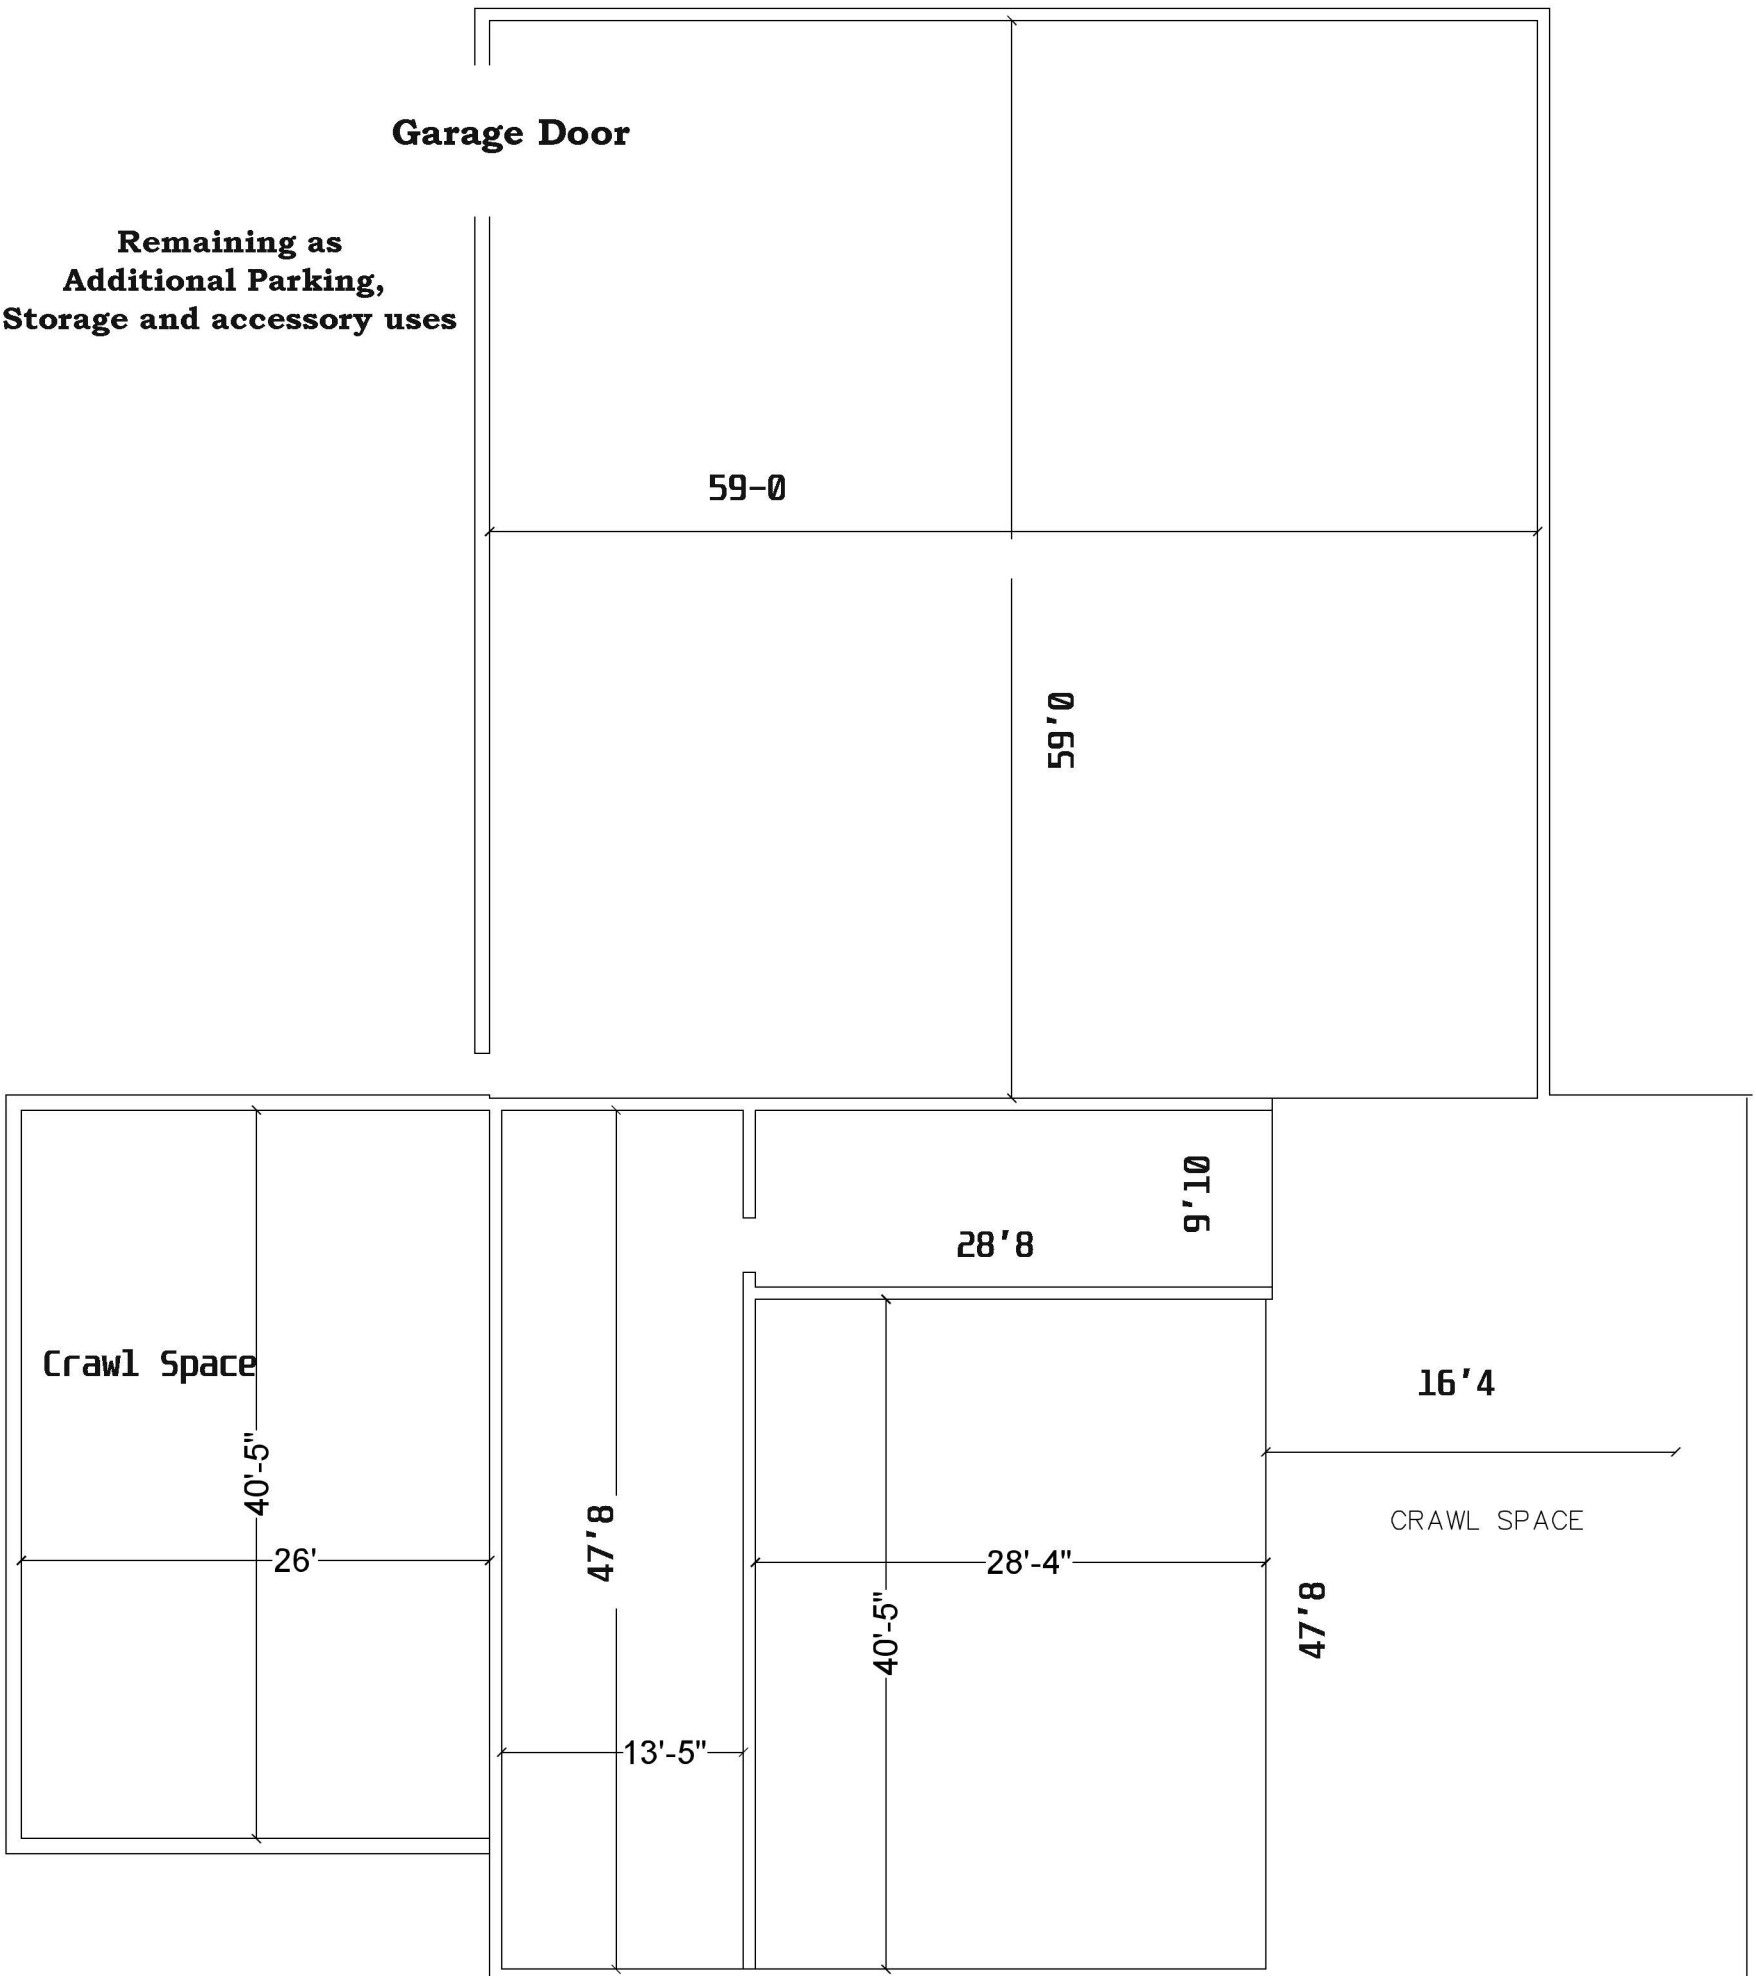 Garage Door
Remaining as
Additional Parking,
Storage and accessory uses
59-0
59'0
9'10
28'8
Crawl Space
16'4
40'-5"
47'8
CRAWL SPACE
26'
28'-4"
40'-5"
47'8
13'-5"